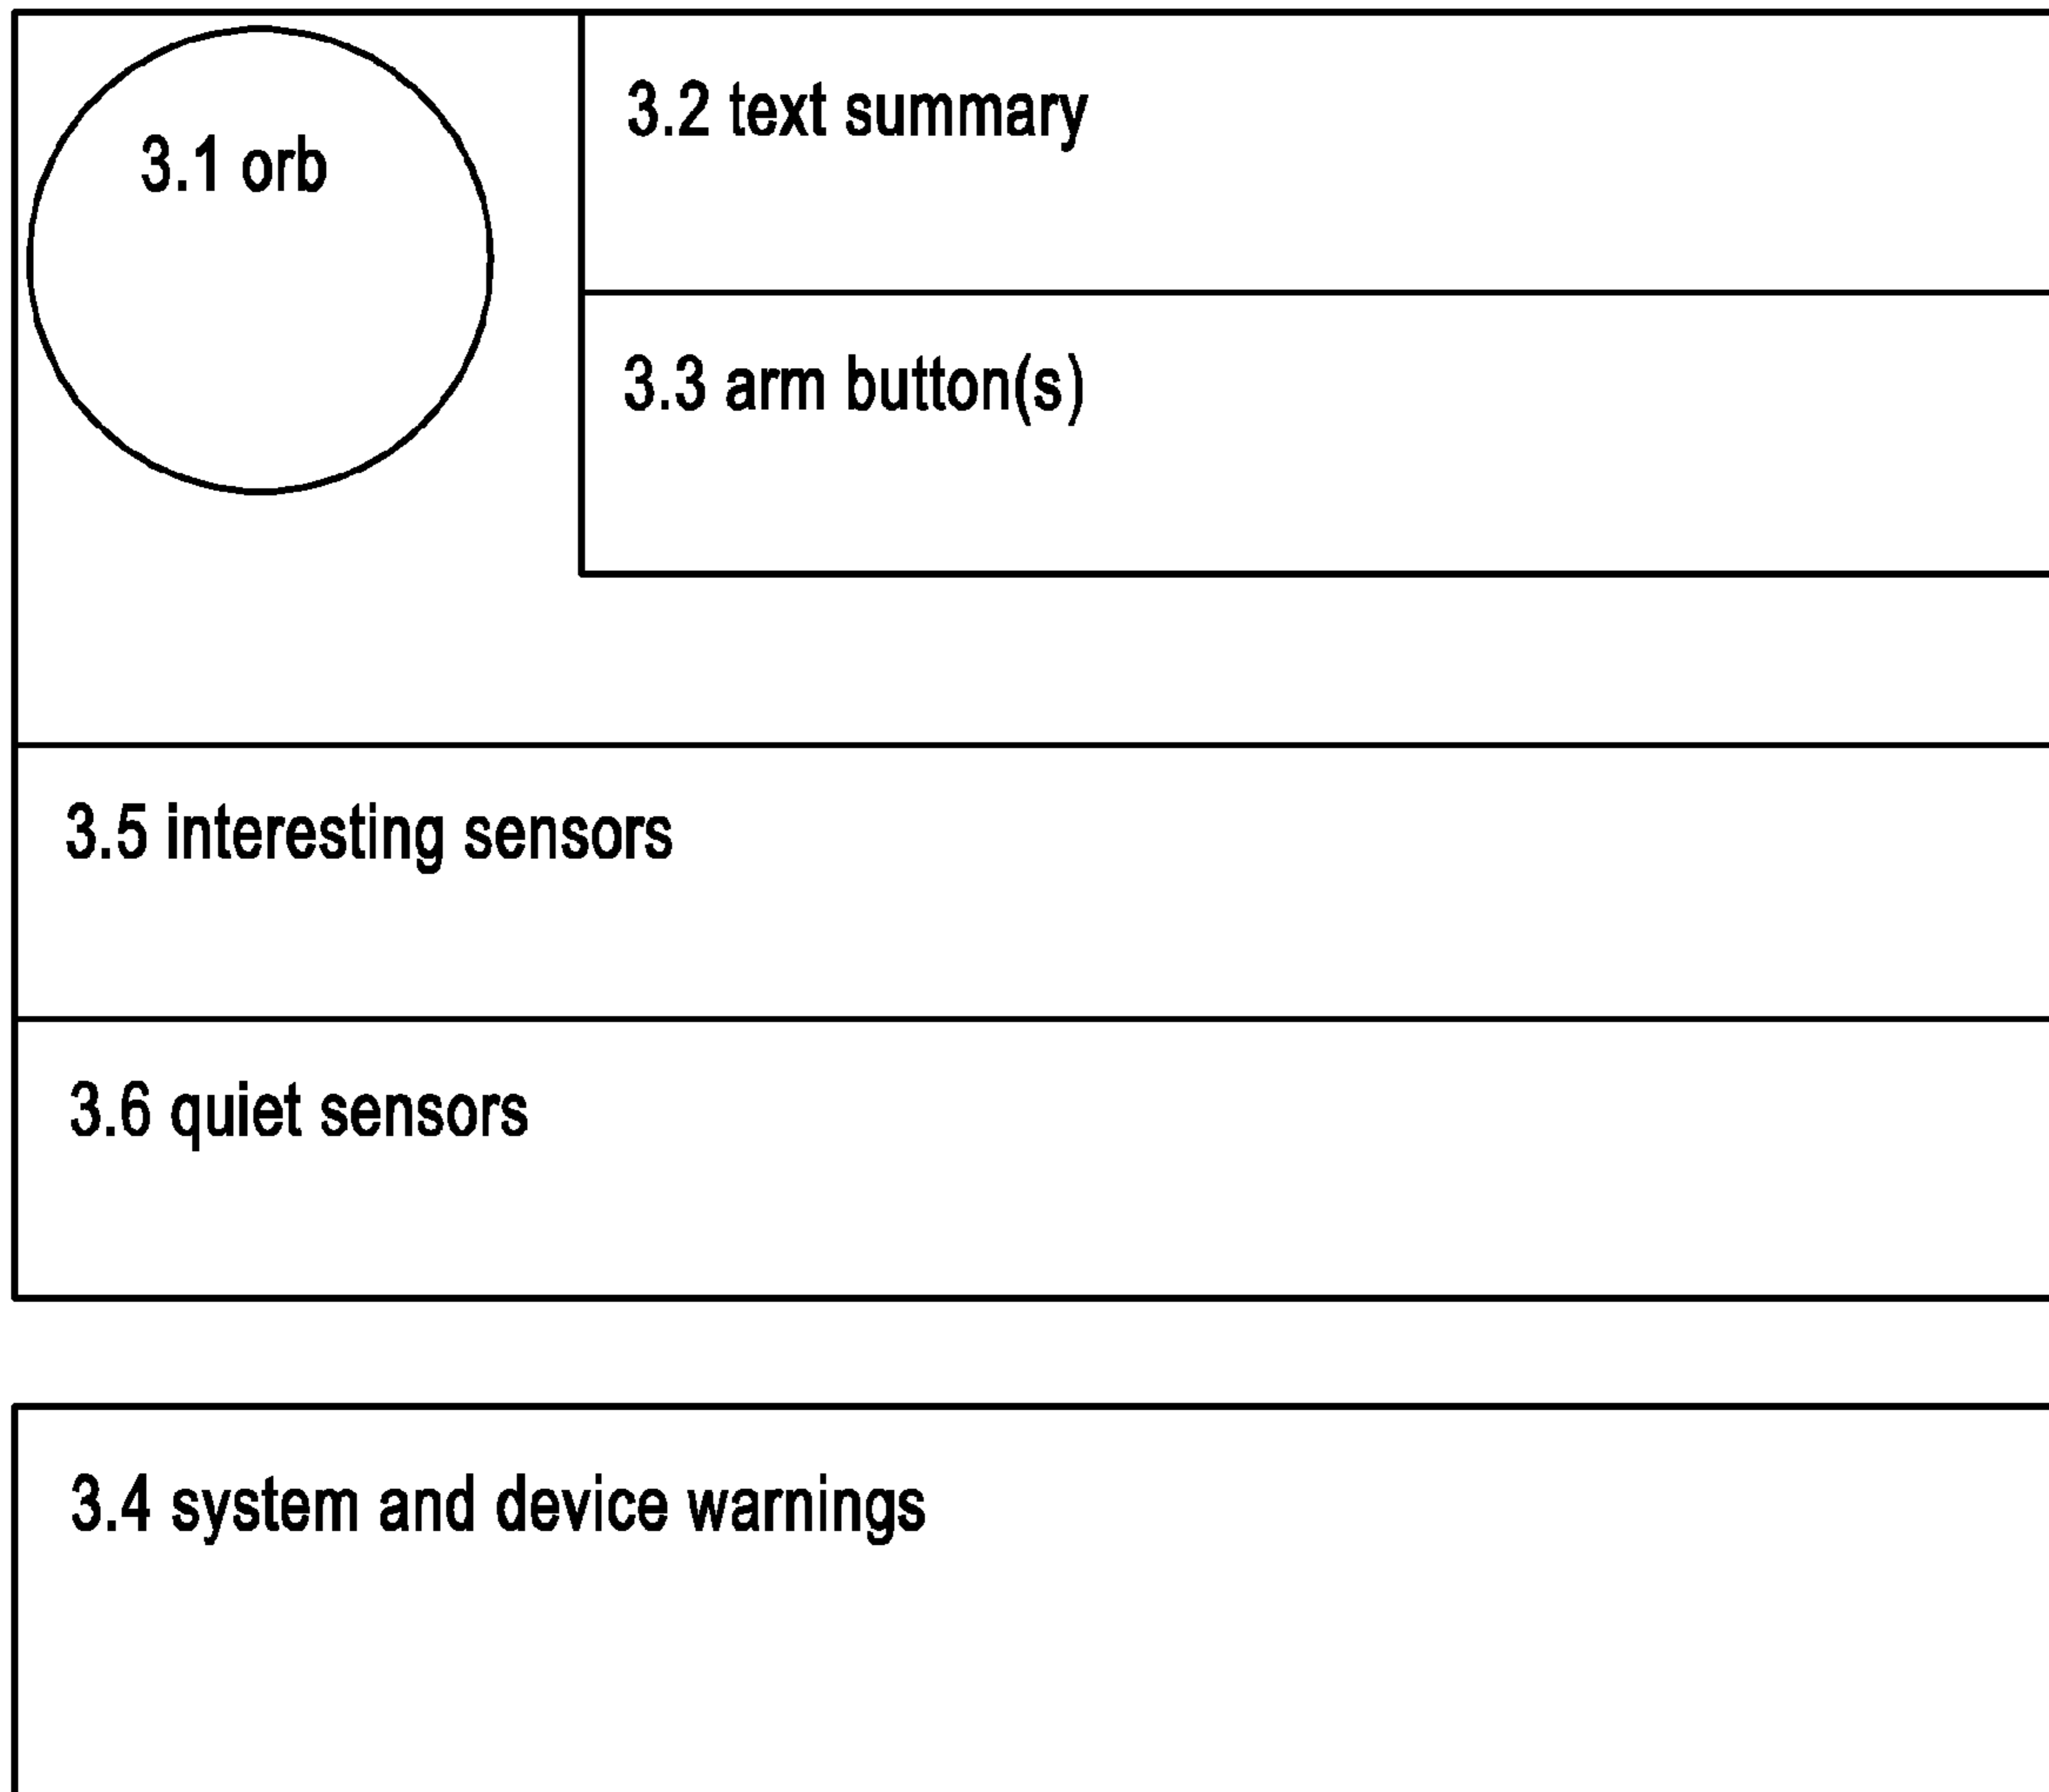 3.1 orb
3.2 text summary
3.3 arm button(s)
3.5 interesting sensors
3.6 quiet sensors
3.4 system and device warnings